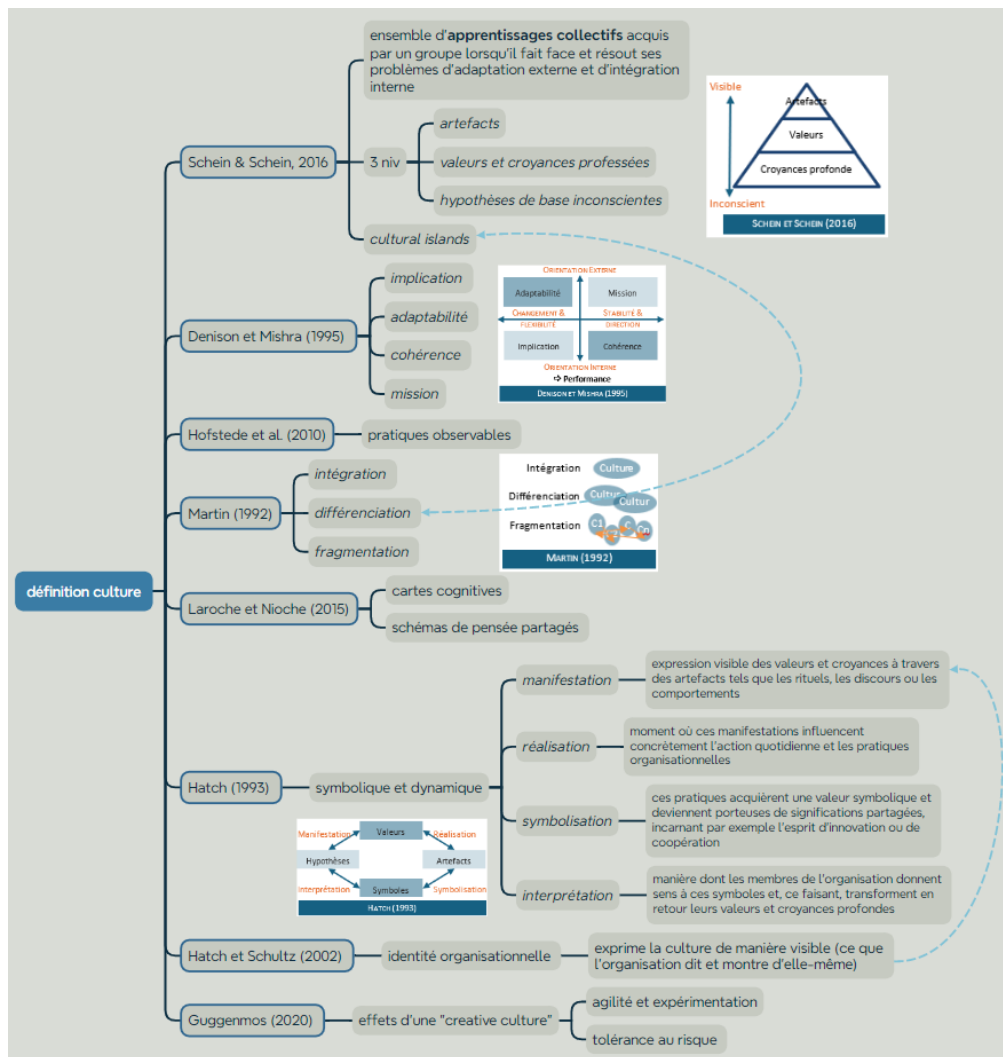 ensemble d'apprentissages collectifs acquis
par un groupe lorsqu'il fait face et résout ses
problèmes d'adaptation externe et d'intégration
interne
Schein & Schein, 2016
3 niv
artefacts
valeurs et croyances professées
hypothèses de base inconscientes
cultural islands
Visible
Artefacts
Valeurs
Croyances profonde
Inconscient
SCHEIN ET SCHEIN (2016)
Denison et Mishra (1995)
implication
adaptabilité
cohérence
mission
ORIENTATION EXTERNE
Adaptabilité
Mission
CHANGEMENT &
FLEXIBILITÉ
STABILITÉ &
DIRECTION
Implication
Cohérence
ORIENTATION INTERNE
➩ Performance
DENISON ET MISHRA (1995)
Hofstede et al. (2010)
pratiques observables
Martin (1992)
intégration
différenciation
fragmentation
Intégration
Culture
Différenciation
Cultur
Cultur
Fragmentation
C1
C2
C
Cn
MARTIN (1992)
définition culture
Laroche et Nioche (2015)
cartes cognitives
schémas de pensée partagés
Hatch (1993)
symbolique et dynamique
manifestation
expression visible des valeurs et croyances à travers
des artefacts tels que les rituels, les discours ou les
comportements
réalisation
moment où ces manifestations influencent
concrètement l'action quotidienne et les pratiques
organisationnelles
symbolisation
ces pratiques acquièrent une valeur symbolique et
deviennent porteuses de significations partagées,
incarnant par exemple l'esprit d'innovation ou de
coopération
interprétation
manière dont les membres de l'organisation donnent
sens à ces symboles et, ce faisant, transforment en
retour leurs valeurs et croyances profondes
Manifestation
Valeurs
Réalisation
Hypothèses
Artefacts
Interprétation
Symboles
Symbolisation
HATCH (1993)
Hatch et Schultz (2002)
identité organisationnelle
exprime la culture de manière visible (ce que
l'organisation dit et montre d'elle-même)
Guggenmos (2020)
effets d'une "creative culture"
agilité et expérimentation
tolérance au risque